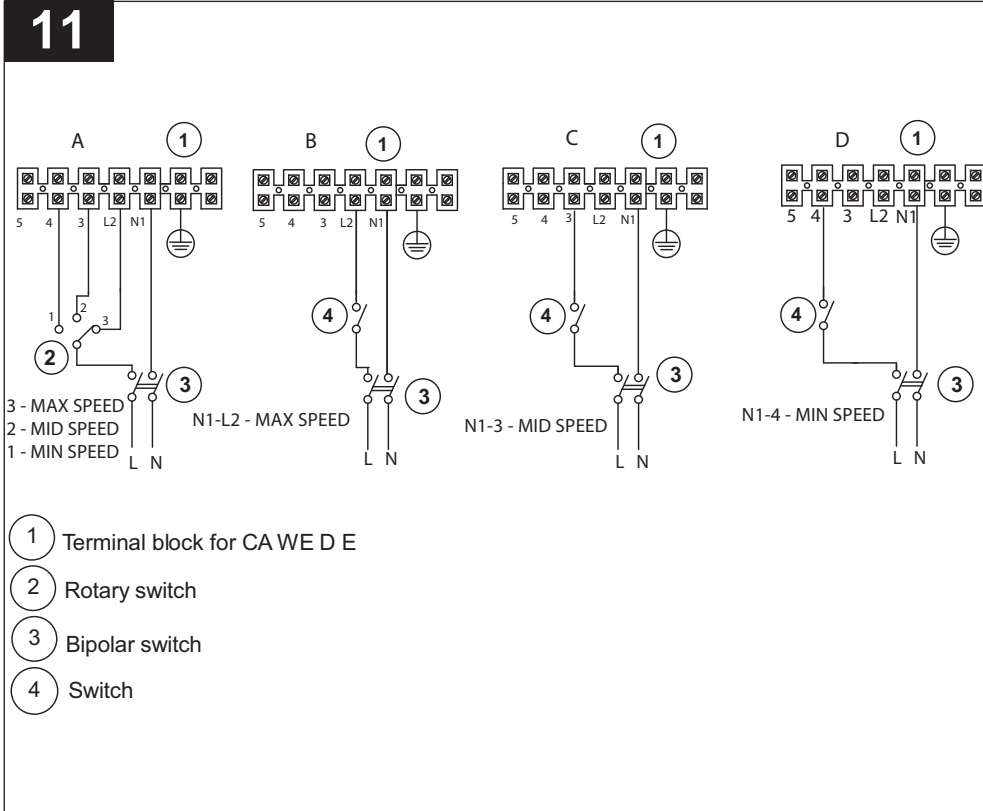 11
A 1 B 1 C 1 D 1
5 4 3 L2 N1
5 4 3 L2 N1
5 4 3 L2 N1
5 4 3 L2 N1
1 2 3
2
3
4
3
4
3
4
3
3 - MAX SPEED
2 - MID SPEED
1 - MIN SPEED
L N
N1-L2 - MAX SPEED
L N
N1-3 - MID SPEED
L N
N1-4 - MIN SPEED
L N
1 Terminal block for CA WE D E
2 Rotary switch
3 Bipolar switch
4 Switch